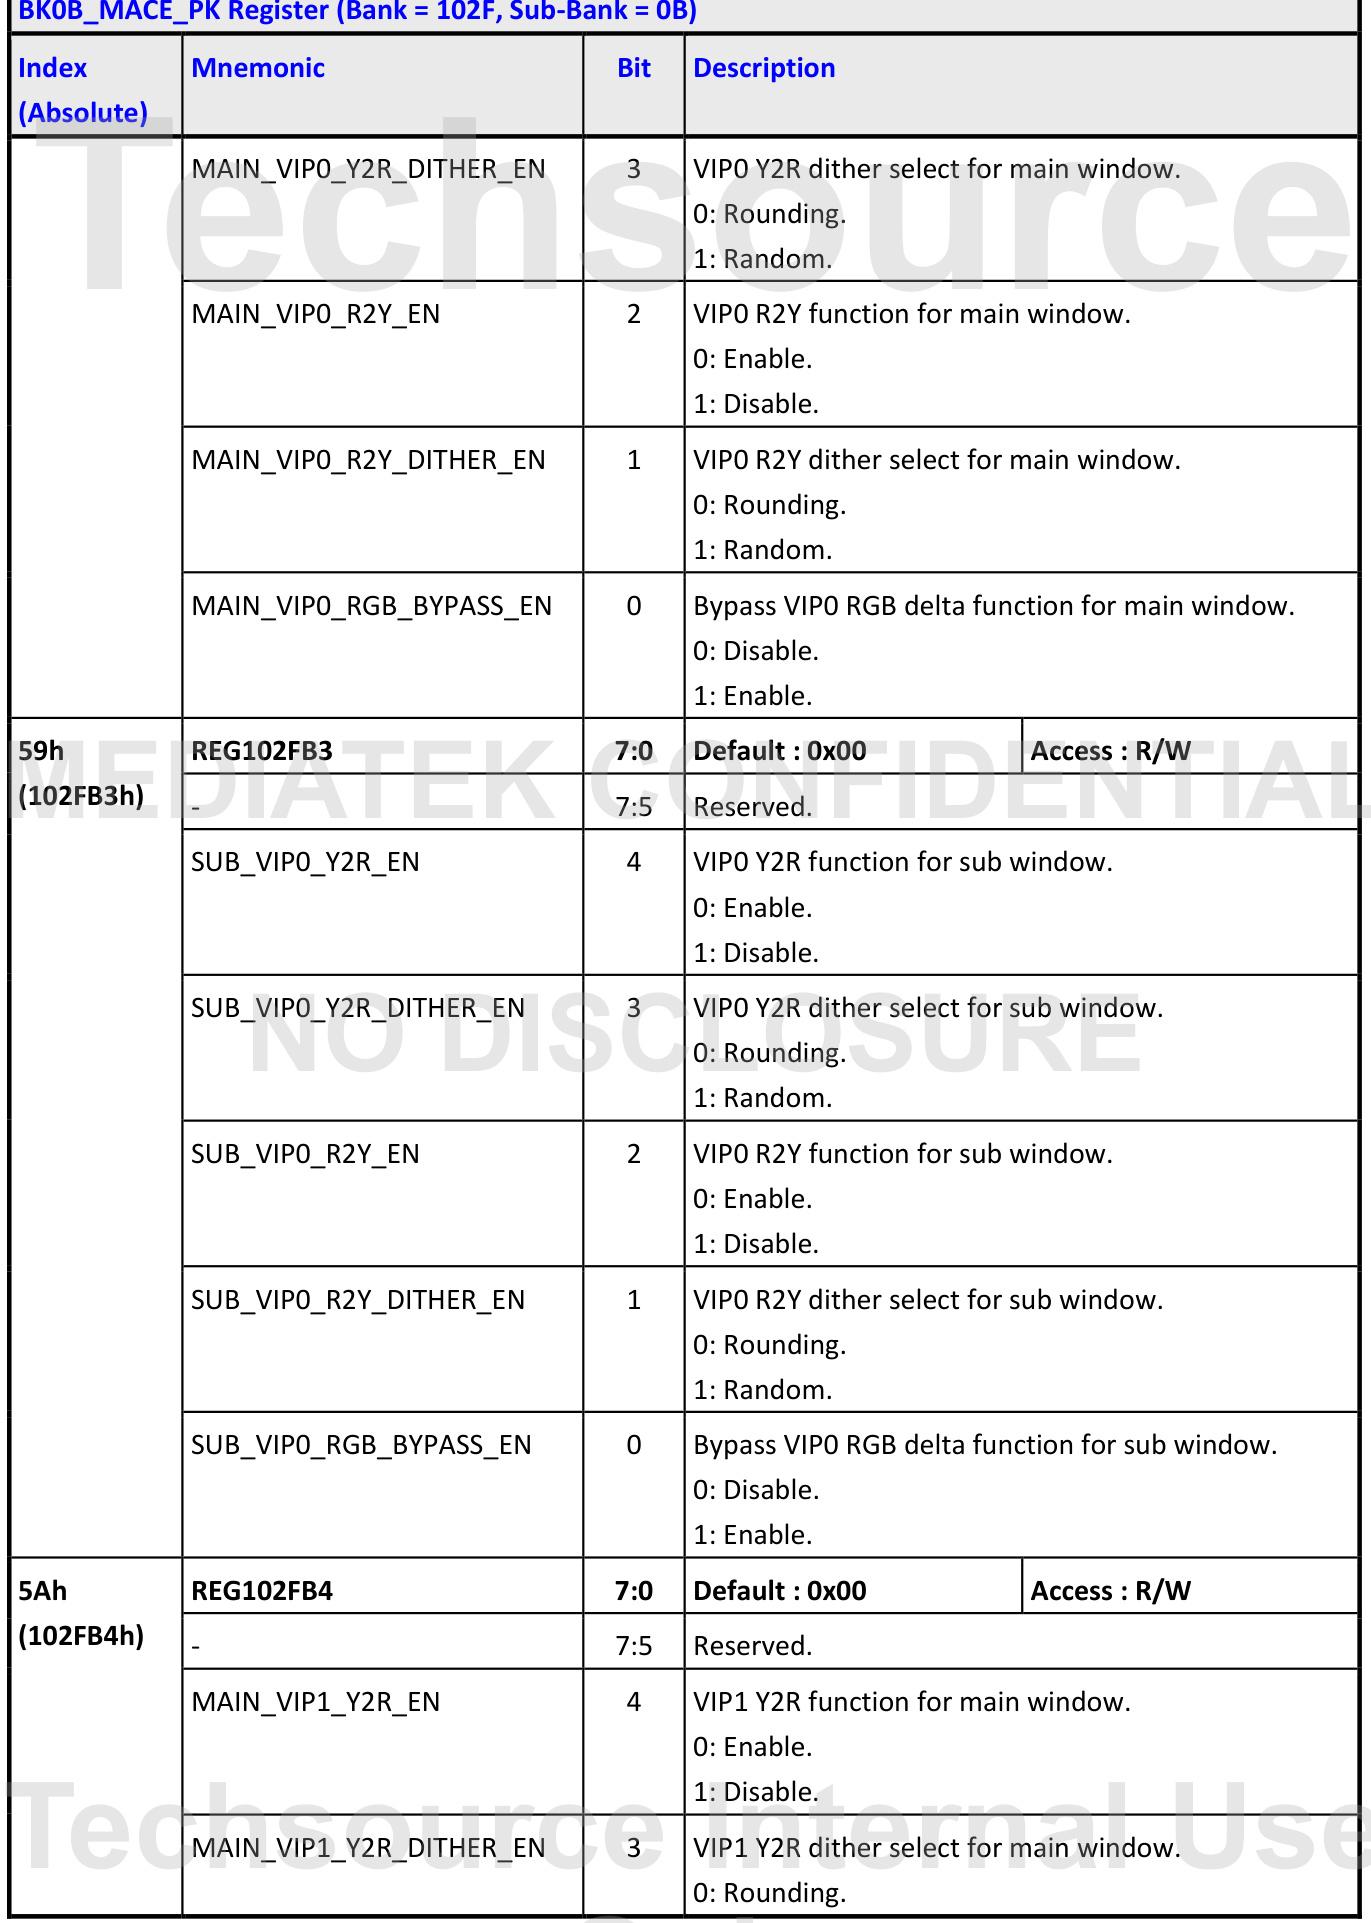 BK0B_MACE_PK Register (Bank = 102F, Sub-Bank = 0B)
Index (Absolute) Mnemonic Bit Description
MAIN_VIP0_Y2R_DITHER_EN 3 VIP0 Y2R dither select for main window.
0: Rounding.
1: Random.
MAIN_VIP0_R2Y_EN 2 VIP0 R2Y function for main window.
0: Enable.
1: Disable.
MAIN_VIP0_R2Y_DITHER_EN 1 VIP0 R2Y dither select for main window.
0: Rounding.
1: Random.
MAIN_VIP0_RGB_BYPASS_EN 0 Bypass VIP0 RGB delta function for main window.
0: Disable.
1: Enable.
59h REG102FB3 7:0 Default : 0x00 Access : R/W
(102FB3h) - 7:5 Reserved.
SUB_VIP0_Y2R_EN 4 VIP0 Y2R function for sub window.
0: Enable.
1: Disable.
SUB_VIP0_Y2R_DITHER_EN 3 VIP0 Y2R dither select for sub window.
0: Rounding.
1: Random.
SUB_VIP0_R2Y_EN 2 VIP0 R2Y function for sub window.
0: Enable.
1: Disable.
SUB_VIP0_R2Y_DITHER_EN 1 VIP0 R2Y dither select for sub window.
0: Rounding.
1: Random.
SUB_VIP0_RGB_BYPASS_EN 0 Bypass VIP0 RGB delta function for sub window.
0: Disable.
1: Enable.
5Ah REG102FB4 7:0 Default : 0x00 Access : R/W
(102FB4h) - 7:5 Reserved.
MAIN_VIP1_Y2R_EN 4 VIP1 Y2R function for main window.
0: Enable.
1: Disable.
MAIN_VIP1_Y2R_DITHER_EN 3 VIP1 Y2R dither select for main window.
0: Rounding.
Techsource
MEDIATEK CONFIDENTIAL
NO DISCLOSURE
Techsource Internal Use